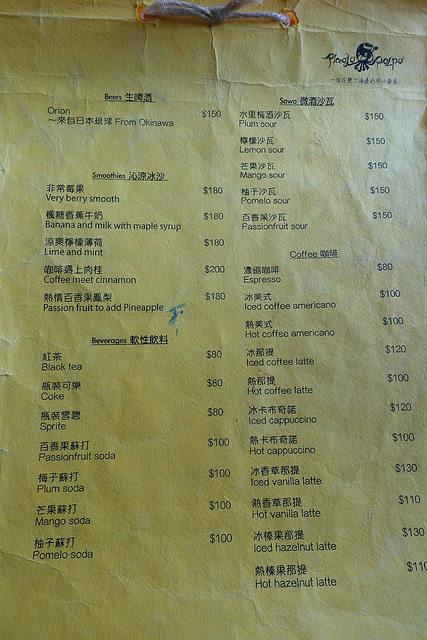 Beers 生啤酒
Orion $150
～來自日本琉球 From Okinawa
Smoothies 沁涼冰沙
非常莓果 $180
Very berry smooth
楓糖香蕉牛奶 $180
Banana and milk with maple syrup
涼爽檸檬薄荷 $180
Lime and mint
咖啡遇上肉桂 $200
Coffee meet cinnamon
熱情百香果鳳梨 $180
Passion fruit to add Pineapple
Beverages 軟性飲料
紅茶 $80
Black tea
瓶裝可樂 $80
Coke
瓶裝雪碧 $80
Sprite
百香果蘇打 $100
Passionfruit soda
梅子蘇打 $100
Plum soda
芒果蘇打 $100
Mango soda
柚子蘇打 $100
Pomelo soda
Sawa 微酒沙瓦
水里梅酒沙瓦 $150
Plum sour
檸檬沙瓦 $150
Lemon sour
芒果沙瓦 $150
Mango sour
柚子沙瓦 $150
Pomelo sour
百香果沙瓦 $150
Passionfruit sour
Coffee 咖啡
濃縮咖啡 $80
Espresso
冰美式 $100
Iced coffee americano
熱美式 $100
Hot coffee americano
冰那提 $120
Iced coffee latte
熱那提 $100
Hot coffee latte
冰卡布奇諾 $120
Iced cappuccino
熱卡布奇諾 $100
Hot cappuccino
冰香草那提 $130
Iced vanilla latte
熱香草那提 $110
Hot vanilla latte
冰榛果那提 $130
Iced hazelnut latte
熱榛果那提
Hot hazelnut latte